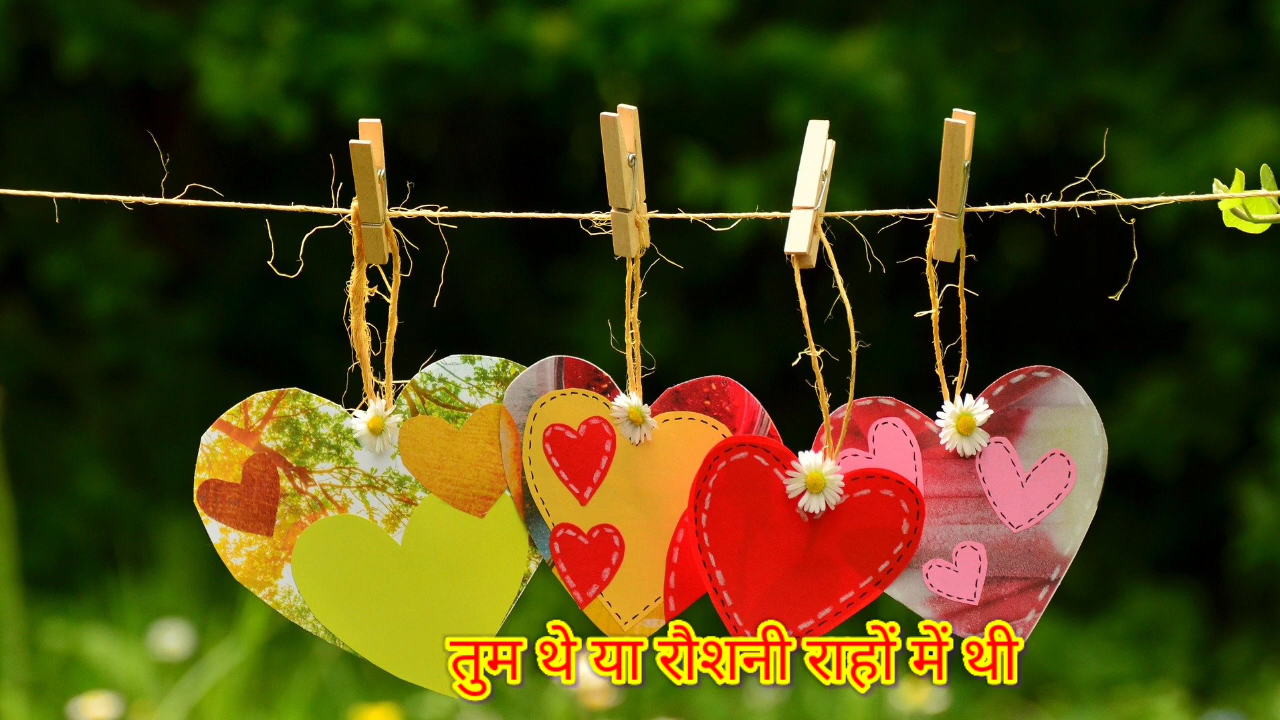 तुम थे या रौशनी राहों में थी